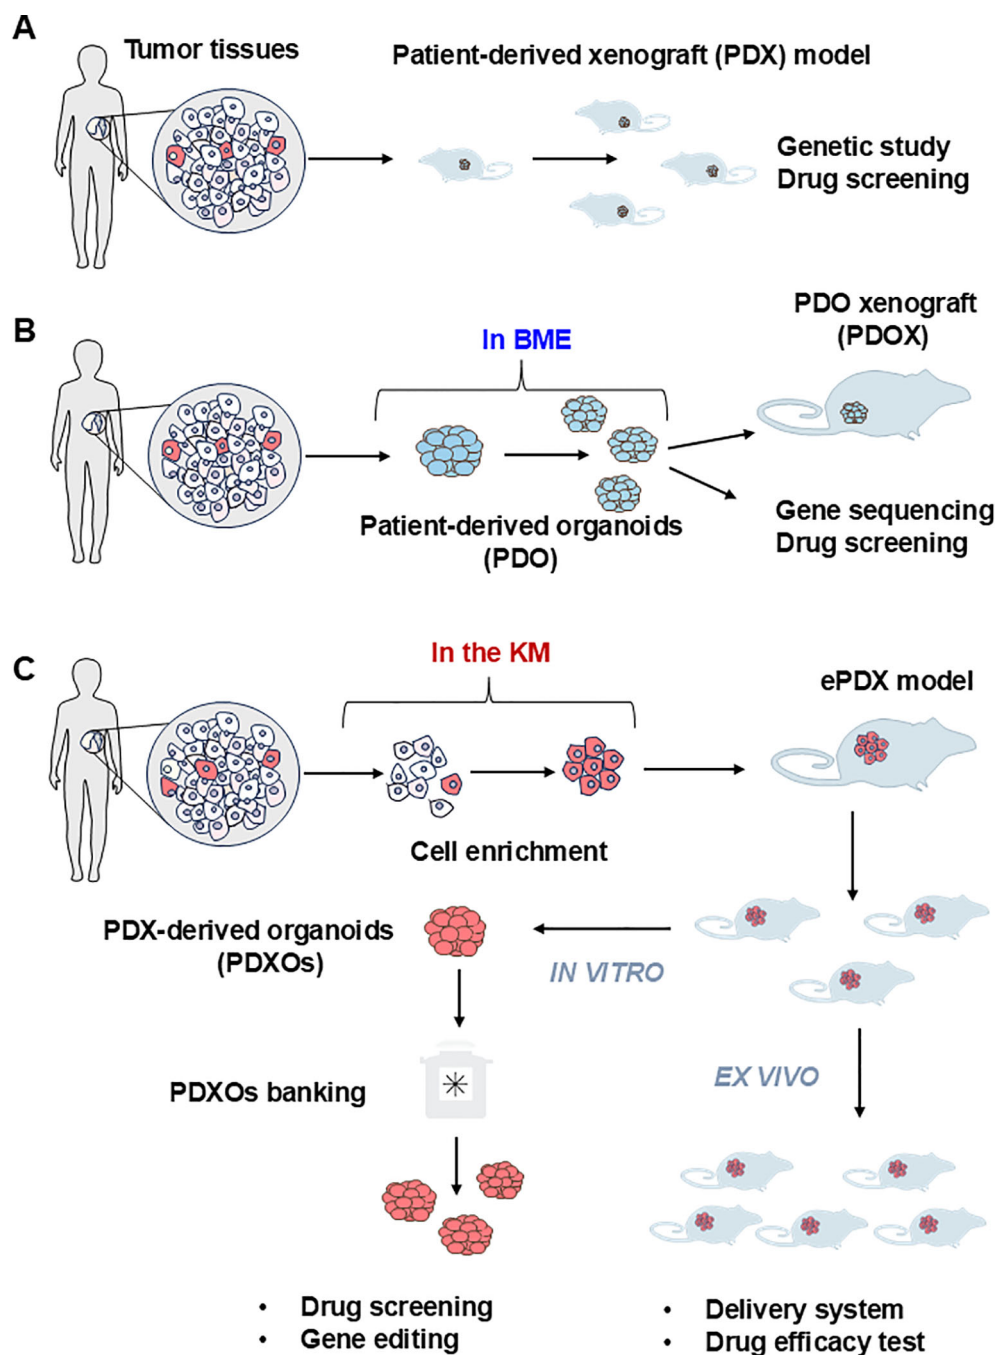 A
Tumor tissues
Patient-derived xenograft (PDX) model
Genetic study
Drug screening
B
In BME
PDO xenograft
(PDOX)
Patient-derived organoids
(PDO)
Gene sequencing
Drug screening
C
In the KM
ePDX model
Cell enrichment
PDX-derived organoids
(PDXOs)
IN VITRO
PDXOs banking
EX VIVO
• Drug screening
• Gene editing
• Delivery system
• Drug efficacy test